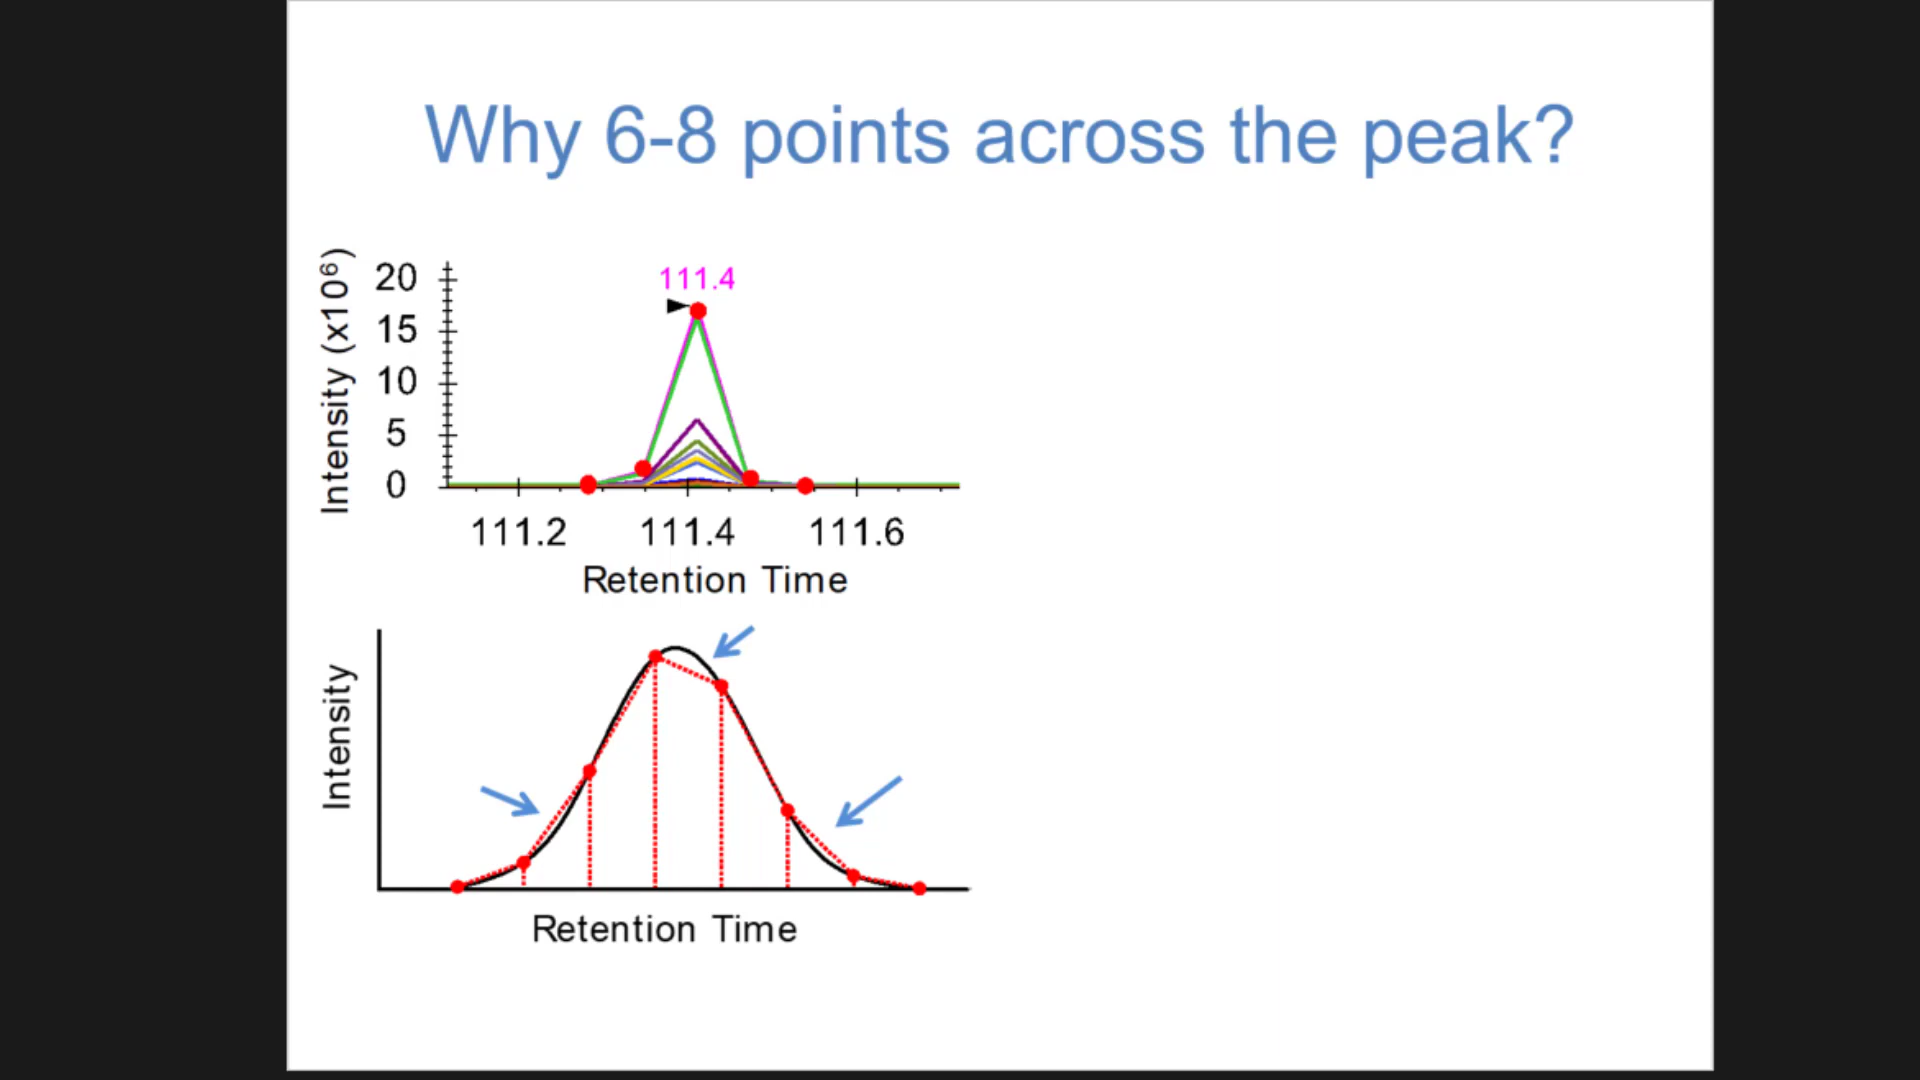 Why 6-8 points across the peak?
Intensity (x10⁶)
20
15
10
5
0
111.4
111.2 111.4 111.6
Retention Time
Intensity
Retention Time